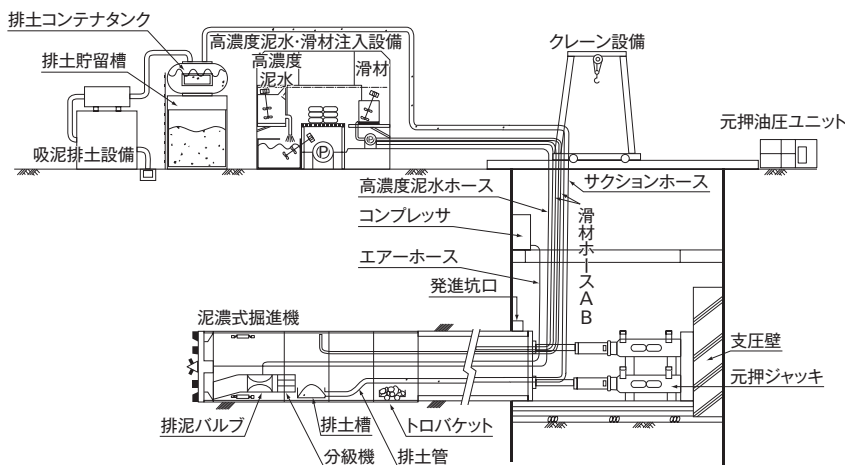 排土コンテナタンク
排土貯留槽
吸泥排土設備
高濃度泥水・滑材注入設備
高濃度
泥水
滑材
P
クレーン設備
元押油圧ユニット
高濃度泥水ホース
サクションホース
コンプレッサ
滑材ホースAB
エアーホース
発進坑口
泥濃式掘進機
支圧壁
元押ジャッキ
排泥バルブ
排土槽
トロバケット
分級機
排土管